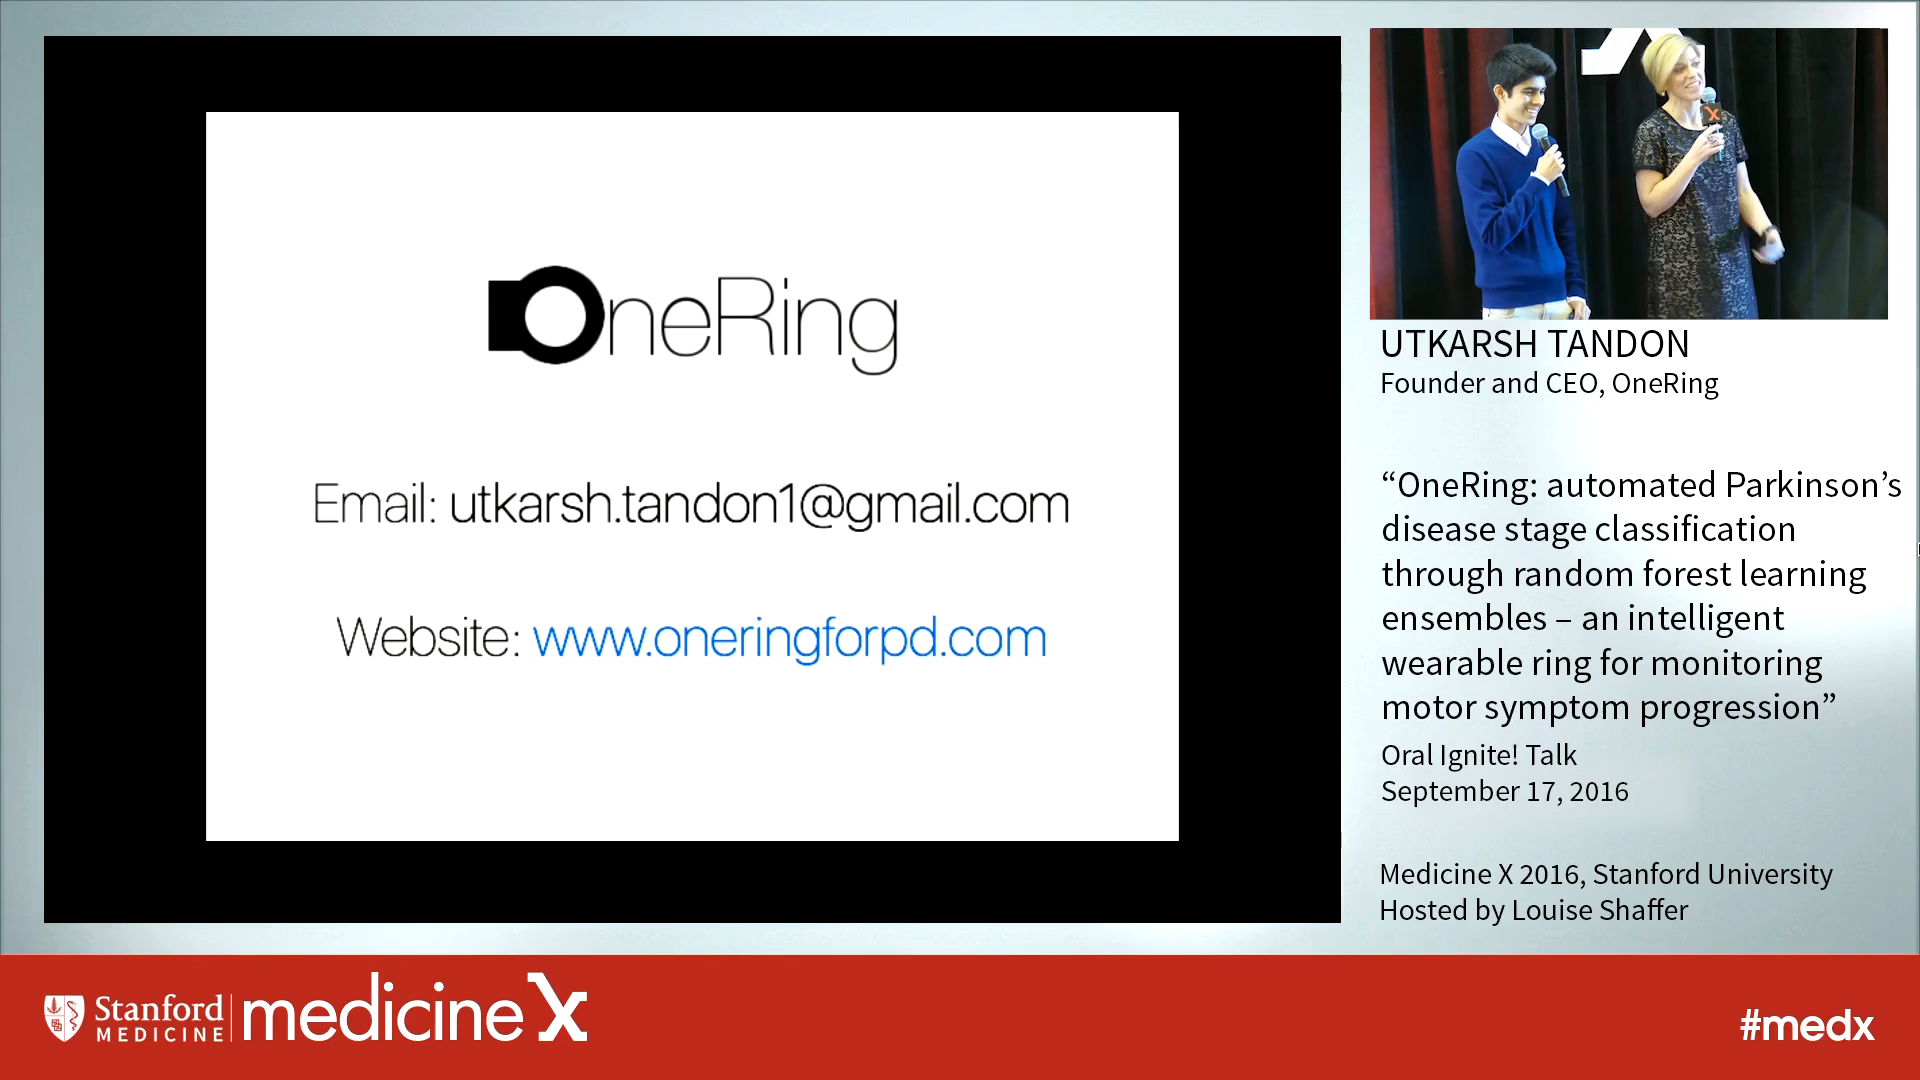 OneRing
Email: utkarsh.tandon1@gmail.com
Website: www.oneringforpd.com
X
X
UTKARSH TANDON
Founder and CEO, OneRing
“OneRing: automated Parkinson’s
disease stage classification
through random forest learning
ensembles – an intelligent
wearable ring for monitoring
motor symptom progression”
Oral Ignite! Talk
September 17, 2016
Medicine X 2016, Stanford University
Hosted by Louise Shaffer
Stanford
MEDICINE
medicine X
#medx